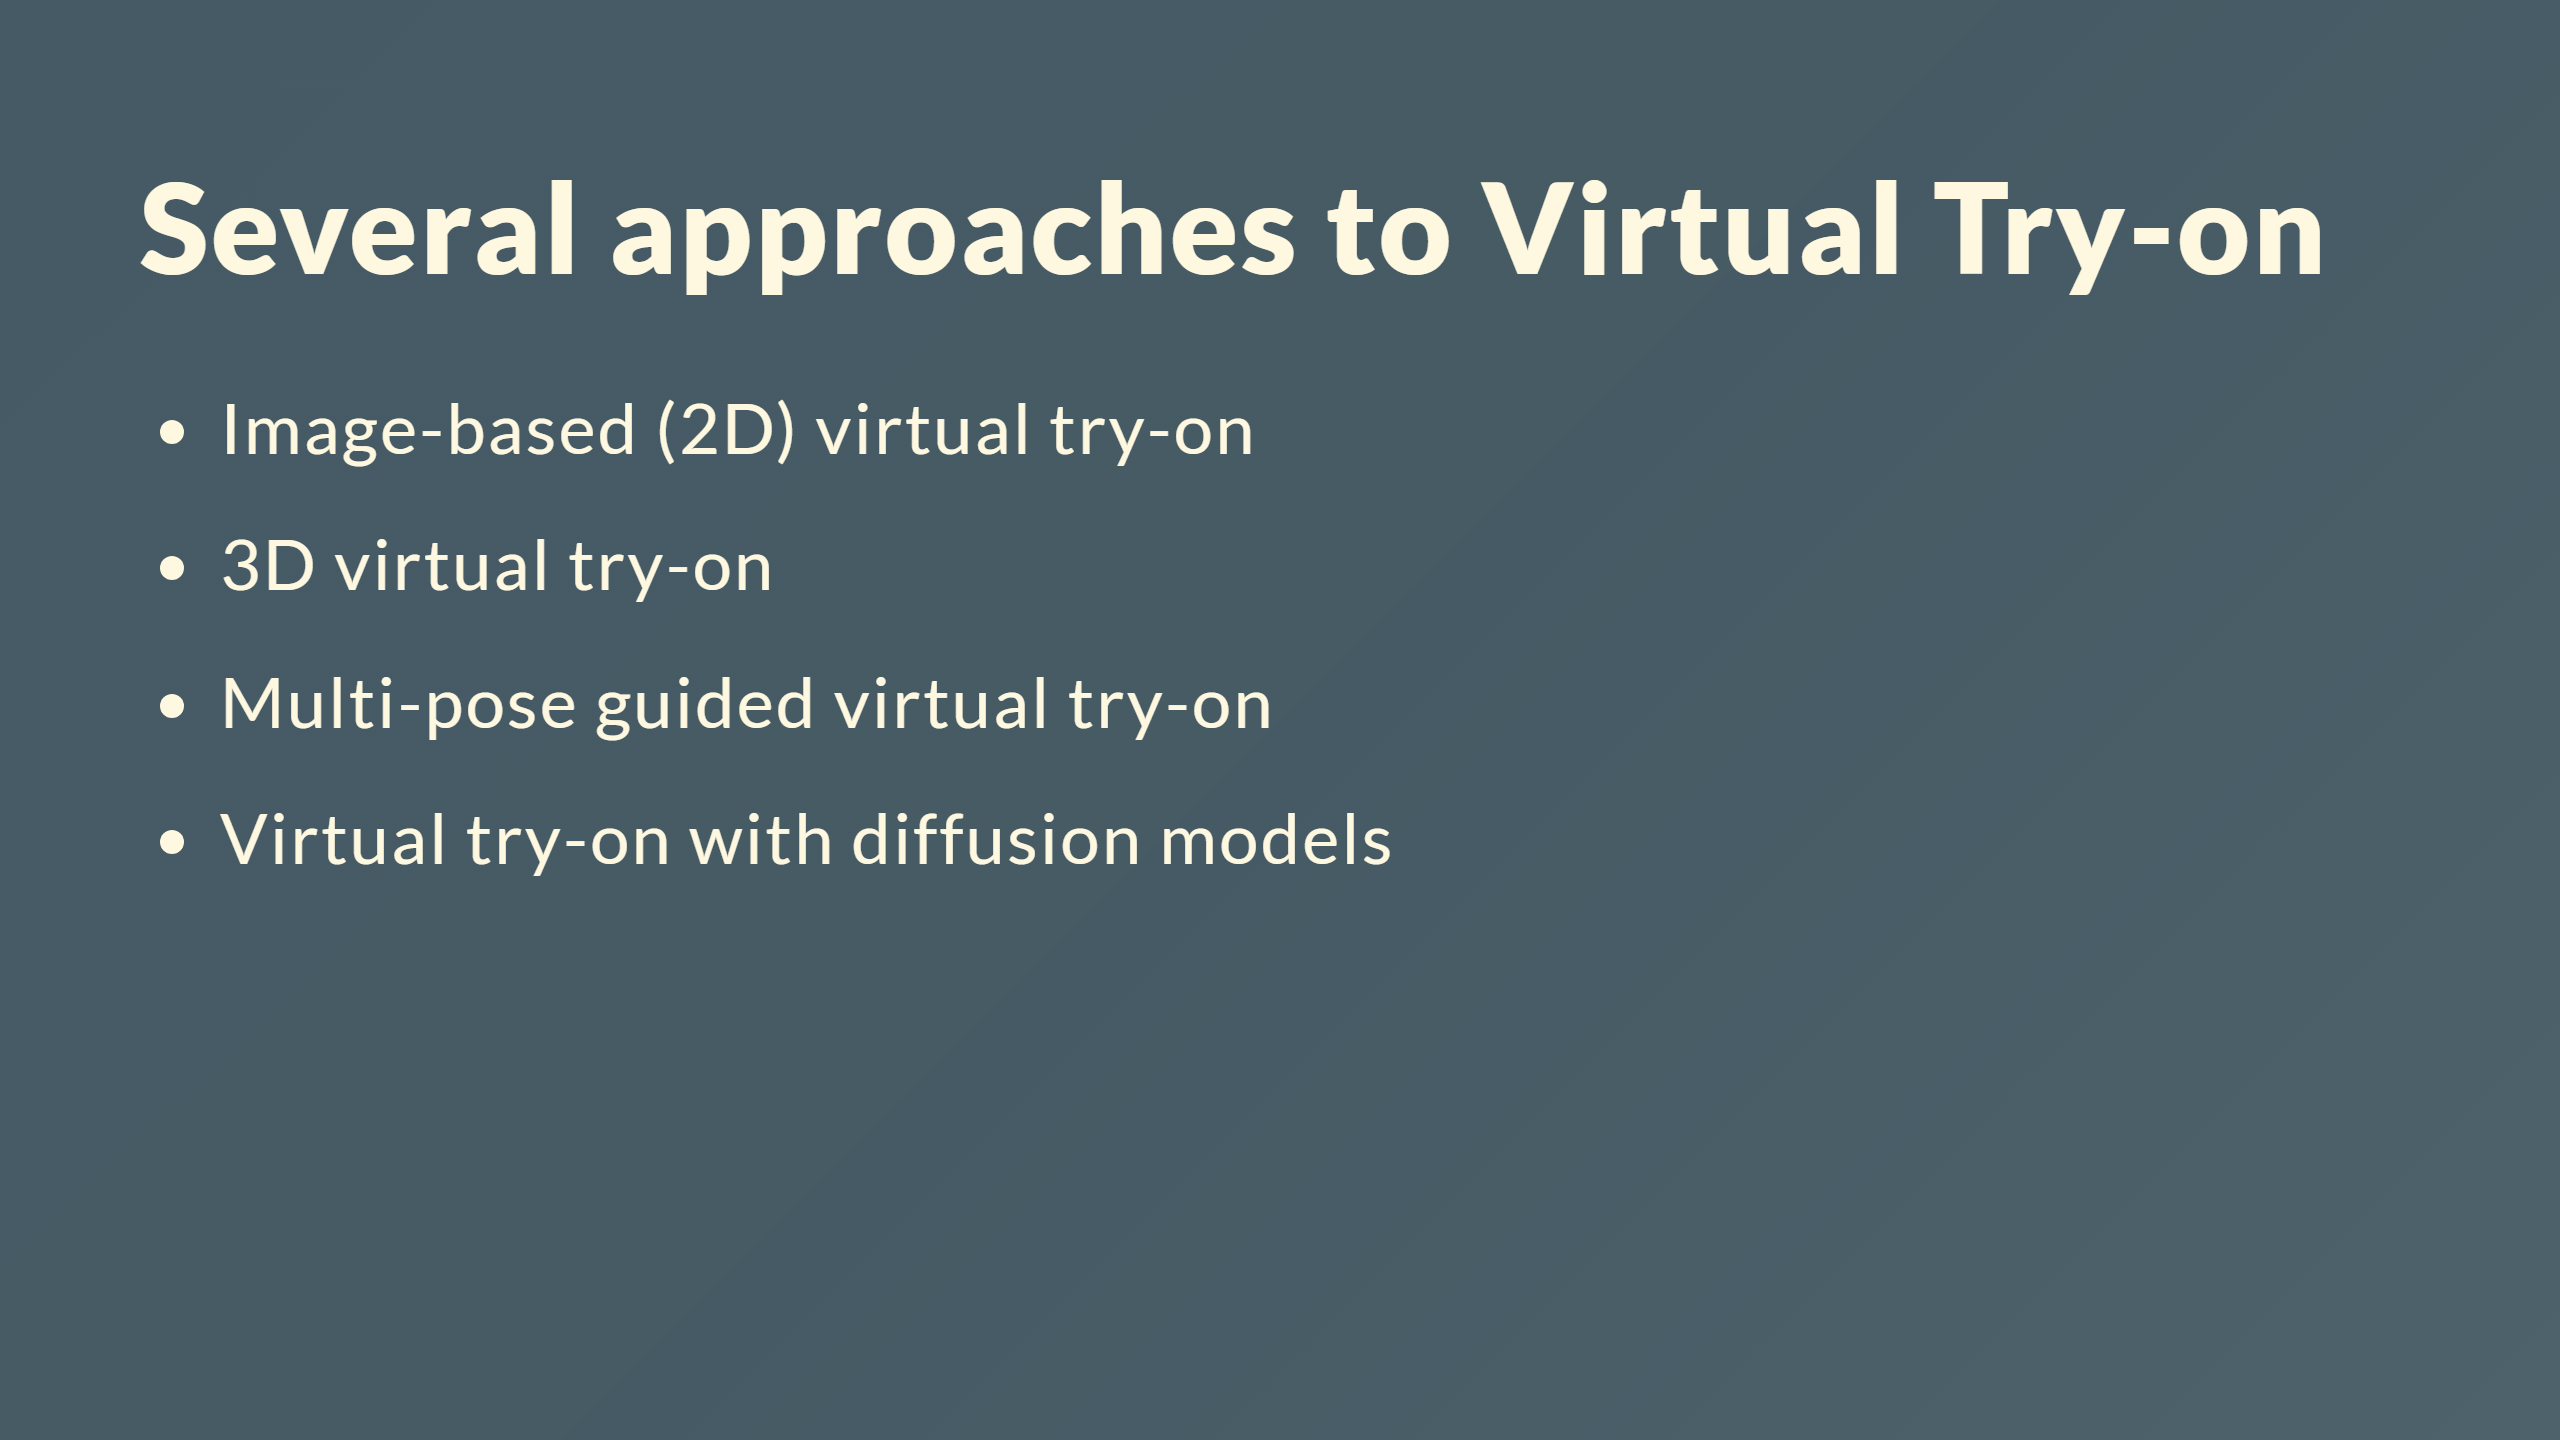 Several approaches to Virtual Try-on
• Image-based (2D) virtual try-on
• 3D virtual try-on
• Multi-pose guided virtual try-on
• Virtual try-on with diffusion models